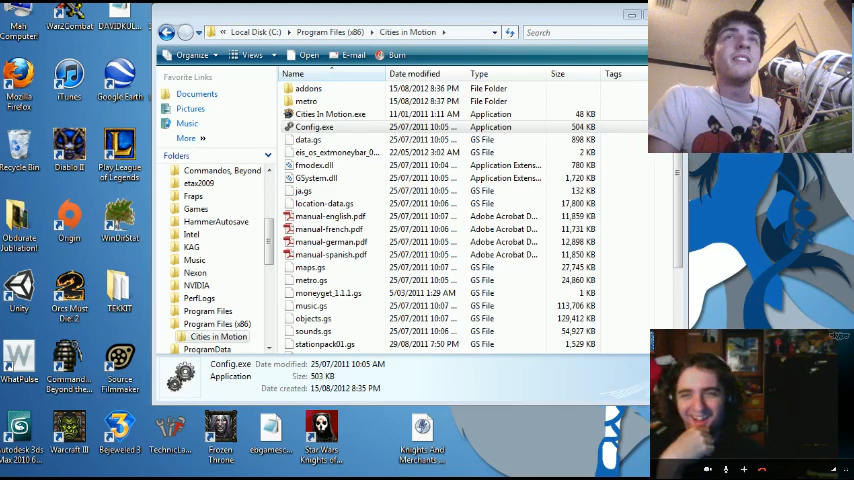 Mah
Computer
War2Combat
DAVIDKUL...
Mozilla
Firefox
iTunes
Google Earth
Recycle Bin
Diablo II
Play League
of Legends
Obdurate
Jubliation!
Origin
WinDirStat
Unity
Orcs Must
Die 2
TEKKIT
WhatPulse
Command...
Beyond the...
Source
Filmmaker
Autodesk 3ds
Max 2010 6...
Warcraft III
Bejeweled 3
TechnicLa...
Frozen
Throne
eogamesc...
Star Wars
Knights of...
Knights And
Merchants ...
« Local Disk (C:) Program Files (x86) Cities in Motion
Search
Organize Views Open E-mail Burn
Favorite Links
Documents
Pictures
Music
More »
Folders
Commandos, Beyond
etax2009
Fraps
Games
HammerAutosave
Intel
KAG
Music
Nexon
NVIDIA
PerfLogs
Program Files
Program Files (x86)
Cities in Motion
ProgramData
Name Date modified Type Size Tags
addons 15/08/2012 8:36 PM File Folder
metro 15/08/2012 8:37 PM File Folder
Cities In Motion.exe 11/01/2011 1:11 AM Application 48 KB
Config.exe 25/07/2011 10:05 ... Application 504 KB
data.gs 25/07/2011 10:05 ... GS File 898 KB
eis_os_extmoneybar_0... 22/05/2012 3:02 AM GS File 2 KB
fmodex.dll 25/07/2011 10:04 ... Application Extens... 780 KB
GSystem.dll 25/07/2011 10:05 ... Application Extens... 1,720 KB
ja.gs 25/07/2011 10:05 ... GS File 132 KB
location-data.gs 25/07/2011 10:05 ... GS File 17,800 KB
manual-english.pdf 25/07/2011 10:07 ... Adobe Acrobat D... 11,859 KB
manual-french.pdf 25/07/2011 10:06 ... Adobe Acrobat D... 11,731 KB
manual-german.pdf 25/07/2011 10:06 ... Adobe Acrobat D... 12,898 KB
manual-spanish.pdf 25/07/2011 10:05 ... Adobe Acrobat D... 11,850 KB
maps.gs 25/07/2011 10:07 ... GS File 27,745 KB
metro.gs 25/07/2011 10:06 ... GS File 24,860 KB
moneyget_1.1.1.gs 5/03/2011 1:29 AM GS File 1 KB
music.gs 25/07/2011 10:07 ... GS File 113,706 KB
objects.gs 25/07/2011 10:07 ... GS File 129,412 KB
sounds.gs 25/07/2011 10:06 ... GS File 54,927 KB
stationpack01.gs 29/08/2011 7:50 PM GS File 1,529 KB
Config.exe Date modified: 25/07/2011 10:05 AM
Application Size: 503 KB
Date created: 15/08/2012 8:35 PM
skype